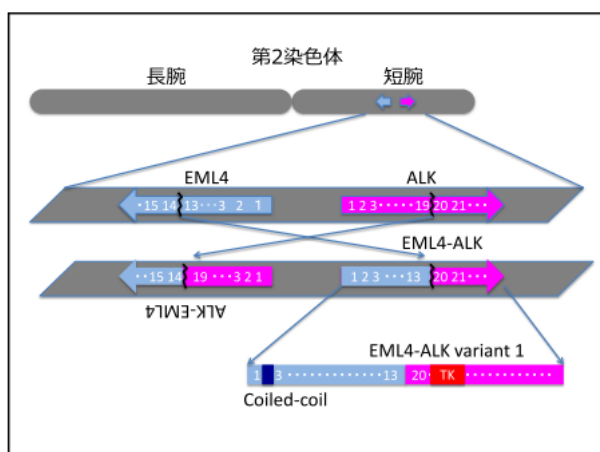 第2染色体
長腕 短腕
EML4 ALK
··15 14 13···3 2 1 1 2 3·····19 20 21···
EML4-ALK
··15 14 19 ···3 2 1 1 2 3 ··· 13 20 21···
ALK-EML4
EML4-ALK variant 1
1 3 ·············13 20· TK ············
Coiled-coil